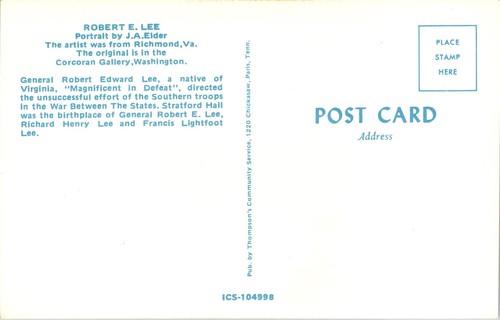 ROBERT E. LEE
Portrait by J.A.Elder
The artist was from Richmond,Va.
The original is in the
Corcoran Gallery,Washington.
General Robert Edward Lee, a native of
Virginia, "Magnificent in Defeat", directed
the unsuccessful effort of the Southern troops
in the War Between The States. Stratford Hall
was the birthplace of General Robert E. Lee,
Richard Henry Lee and Francis Lightfoot
Lee.
Pub. by Thompson's Community Service, 1220 Chickasaw, Paris, Tenn.
PLACE
STAMP
HERE
POST CARD
Address
ICS-104998